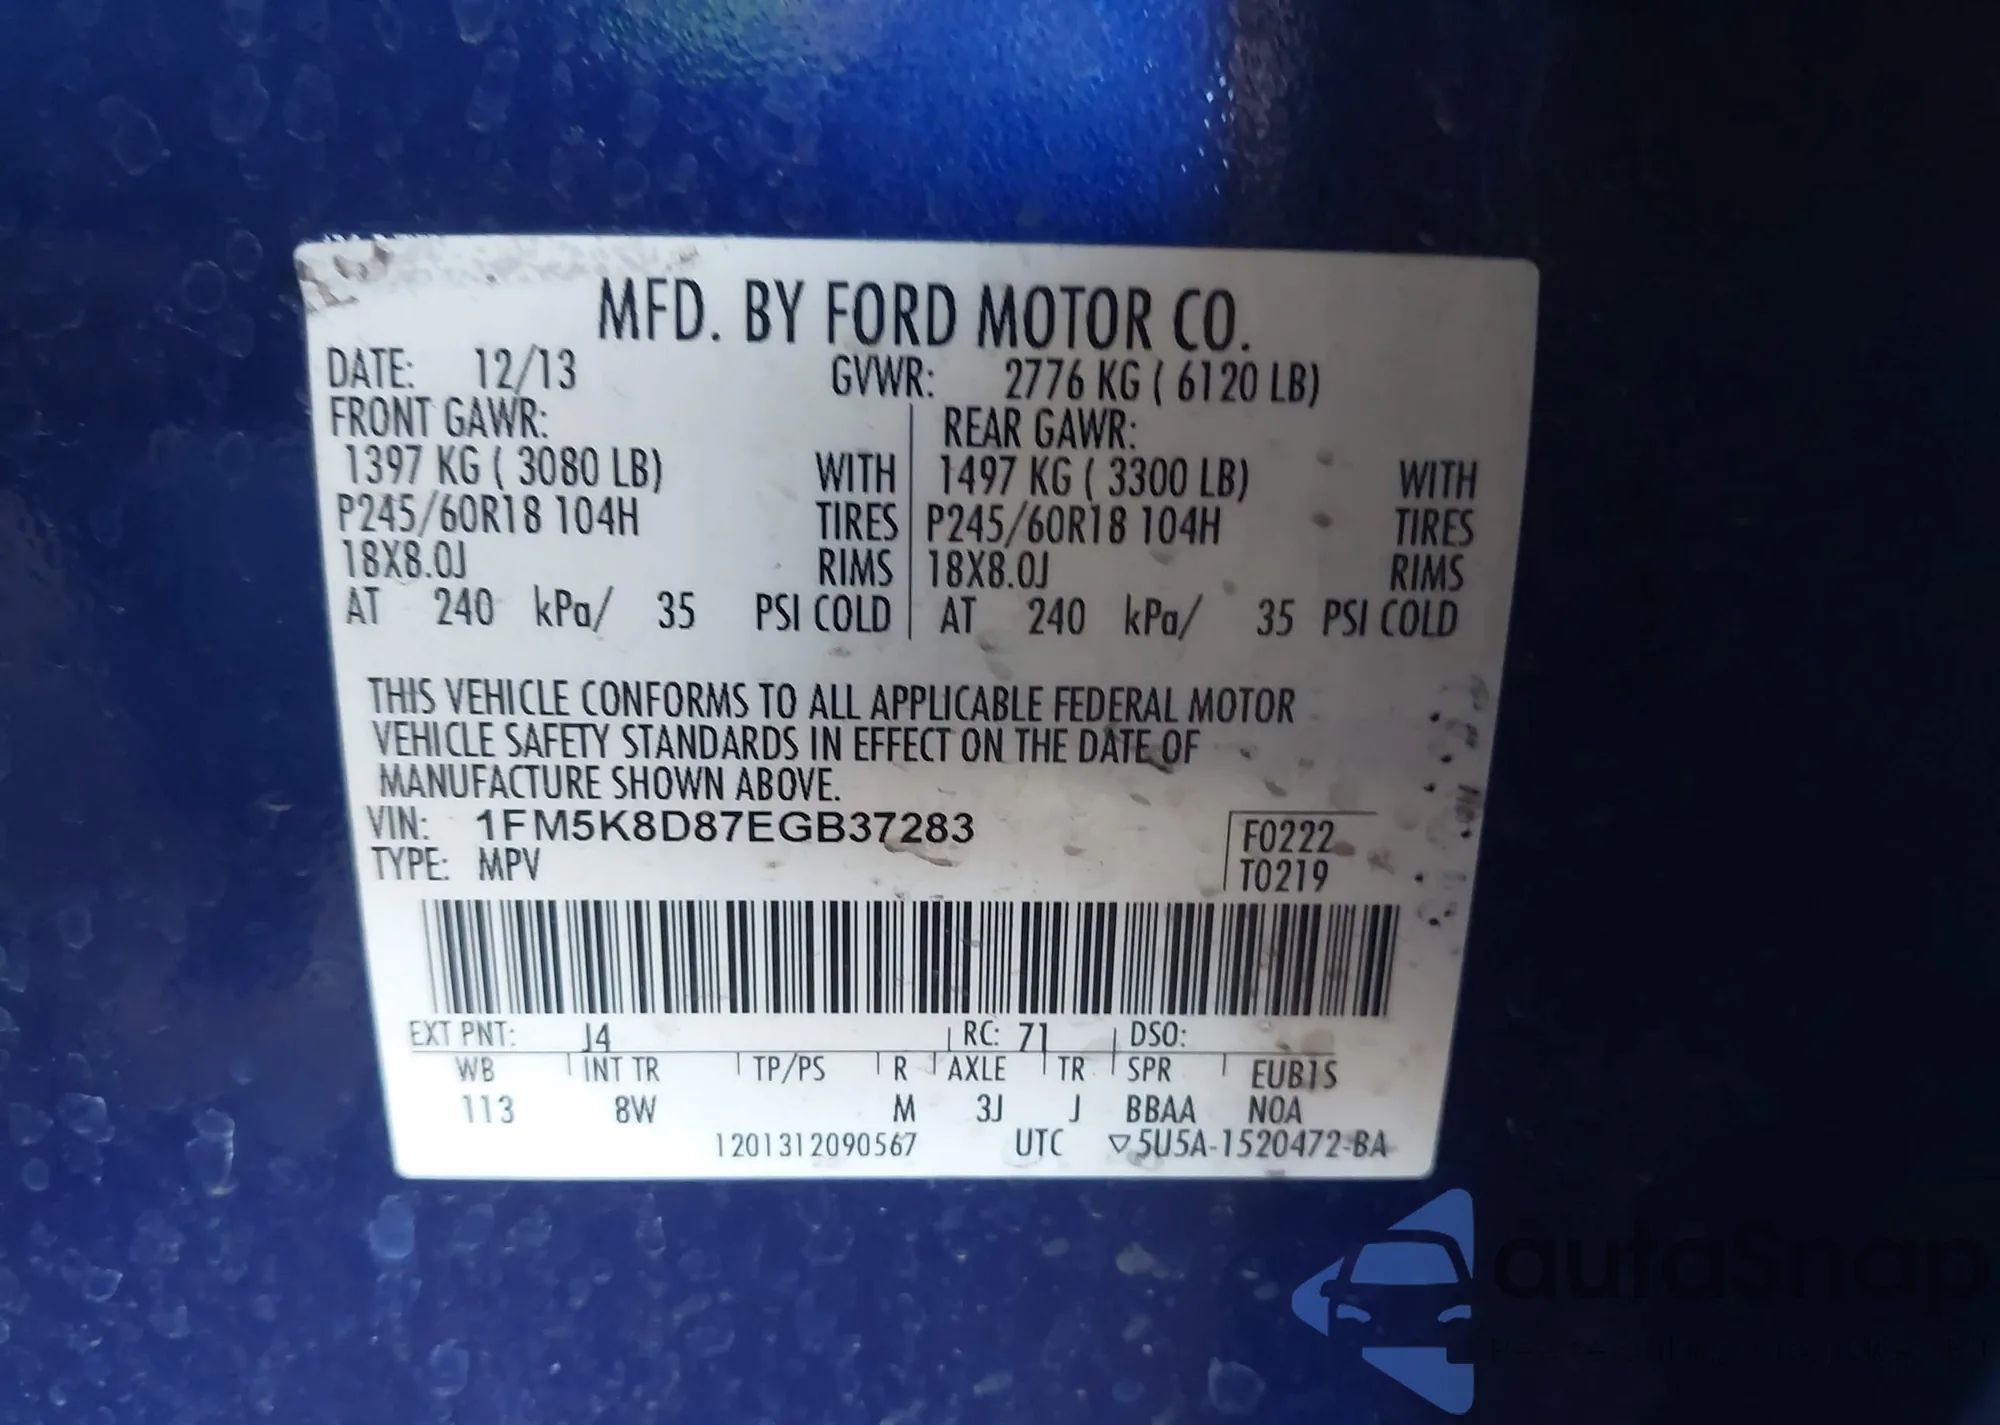 MFD. BY FORD MOTOR CO.
DATE: 12/13 GVWR: 2776 KG ( 6120 LB)
FRONT GAWR: REAR GAWR:
1397 KG ( 3080 LB) WITH 1497 KG ( 3300 LB) WITH
P245/60R18 104H TIRES P245/60R18 104H TIRES
18X8.0J RIMS 18X8.0J RIMS
AT 240 kPa/ 35 PSI COLD AT 240 kPa/ 35 PSI COLD
THIS VEHICLE CONFORMS TO ALL APPLICABLE FEDERAL MOTOR
VEHICLE SAFETY STANDARDS IN EFFECT ON THE DATE OF
MANUFACTURE SHOWN ABOVE.
VIN: 1FM5K8D87EGB37283 F0222
TYPE: MPV T0219
EXT PNT: J4 RC: 71 DSO:
WB INT TR TP/PS R AXLE TR SPR EUB1S
113 8W M 3J J BBAA NOA
1201312090567 UTC ▽5U5A-1520472-BA
autaSnap